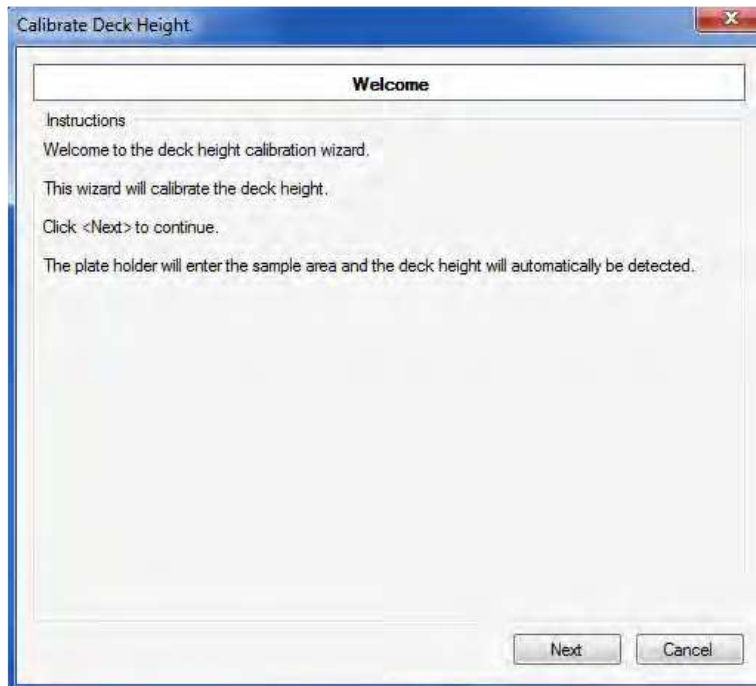 Calibrate Deck Height
Welcome
Instructions
Welcome to the deck height calibration wizard.
This wizard will calibrate the deck height.
Click <Next> to continue.
The plate holder will enter the sample area and the deck height will automatically be detected.
Next
Cancel